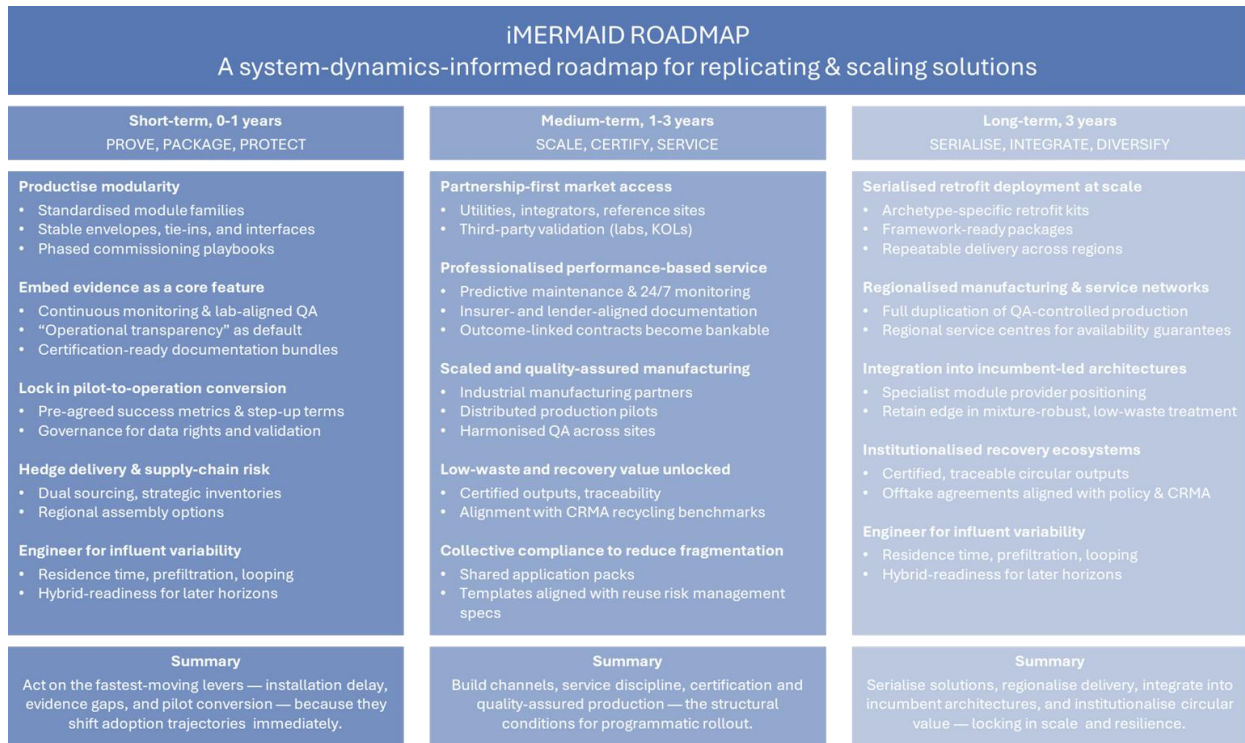 iMERMAID ROADMAP
A system-dynamics-informed roadmap for replicating & scaling solutions
Short-term, 0-1 years
PROVE, PACKAGE, PROTECT
Productise modularity
• Standardised module families
• Stable envelopes, tie-ins, and interfaces
• Phased commissioning playbooks
Embed evidence as a core feature
• Continuous monitoring & lab-aligned QA
• “Operational transparency” as default
• Certification-ready documentation bundles
Lock in pilot-to-operation conversion
• Pre-agreed success metrics & step-up terms
• Governance for data rights and validation
Hedge delivery & supply-chain risk
• Dual sourcing, strategic inventories
• Regional assembly options
Engineer for influent variability
• Residence time, prefiltration, looping
• Hybrid-readiness for later horizons
Summary
Act on the fastest-moving levers — installation delay,
evidence gaps, and pilot conversion — because they
shift adoption trajectories immediately.
Medium-term, 1-3 years
SCALE, CERTIFY, SERVICE
Partnership-first market access
• Utilities, integrators, reference sites
• Third-party validation (labs, KOLs)
Professionalised performance-based service
• Predictive maintenance & 24/7 monitoring
• Insurer- and lender-aligned documentation
• Outcome-linked contracts become bankable
Scaled and quality-assured manufacturing
• Industrial manufacturing partners
• Distributed production pilots
• Harmonised QA across sites
Low-waste and recovery value unlocked
• Certified outputs, traceability
• Alignment with CRMA recycling benchmarks
Collective compliance to reduce fragmentation
• Shared application packs
• Templates aligned with reuse risk management
specs
Summary
Build channels, service discipline, certification and
quality-assured production — the structural
conditions for programmatic rollout.
Long-term, 3 years
SERIALISE, INTEGRATE, DIVERSIFY
Serialised retrofit deployment at scale
• Archetype-specific retrofit kits
• Framework-ready packages
• Repeatable delivery across regions
Regionalised manufacturing & service networks
• Full duplication of QA-controlled production
• Regional service centres for availability guarantees
Integration into incumbent-led architectures
• Specialist module provider positioning
• Retain edge in mixture-robust, low-waste treatment
Institutionalised recovery ecosystems
• Certified, traceable circular outputs
• Offtake agreements aligned with policy & CRMA
Engineer for influent variability
• Residence time, prefiltration, looping
• Hybrid-readiness for later horizons
Summary
Serialise solutions, regionalise delivery, integrate into
incumbent architectures, and institutionalise circular
value — locking in scale and resilience.